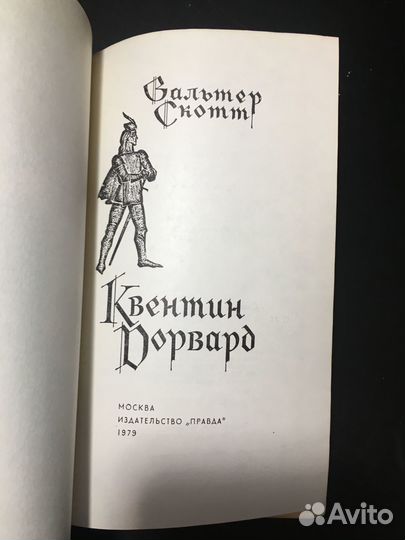 Вальтер
Скотт
Квентин
Дорвард
МОСКВА
ИЗДАТЕЛЬСТВО „ПРАВДА"
1979
Avito